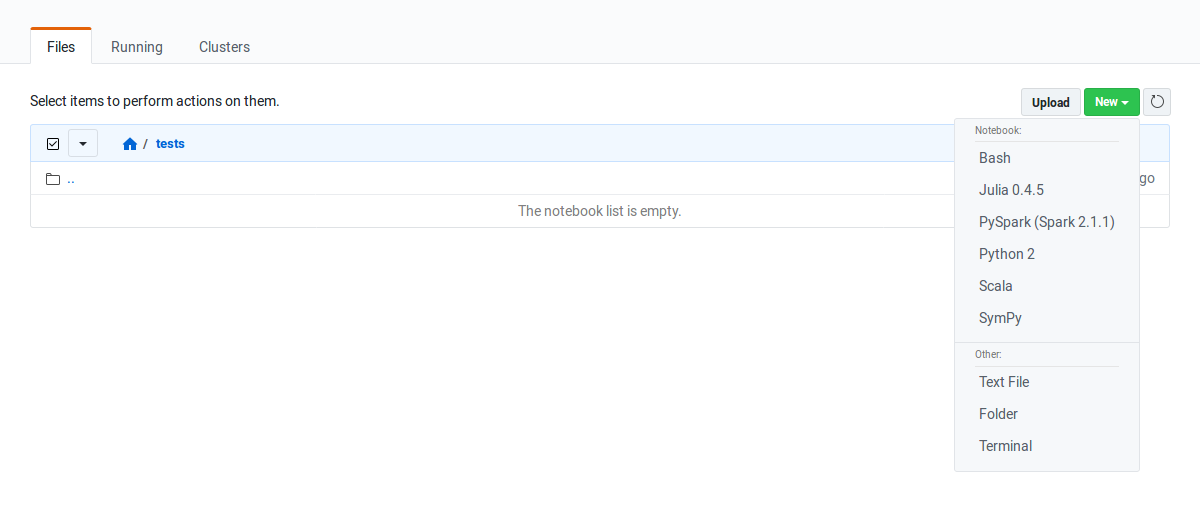 Files Running Clusters
Select items to perform actions on them.
Upload New
/ tests
..
go
The notebook list is empty.
Notebook:
Bash
Julia 0.4.5
PySpark (Spark 2.1.1)
Python 2
Scala
SymPy
Other:
Text File
Folder
Terminal